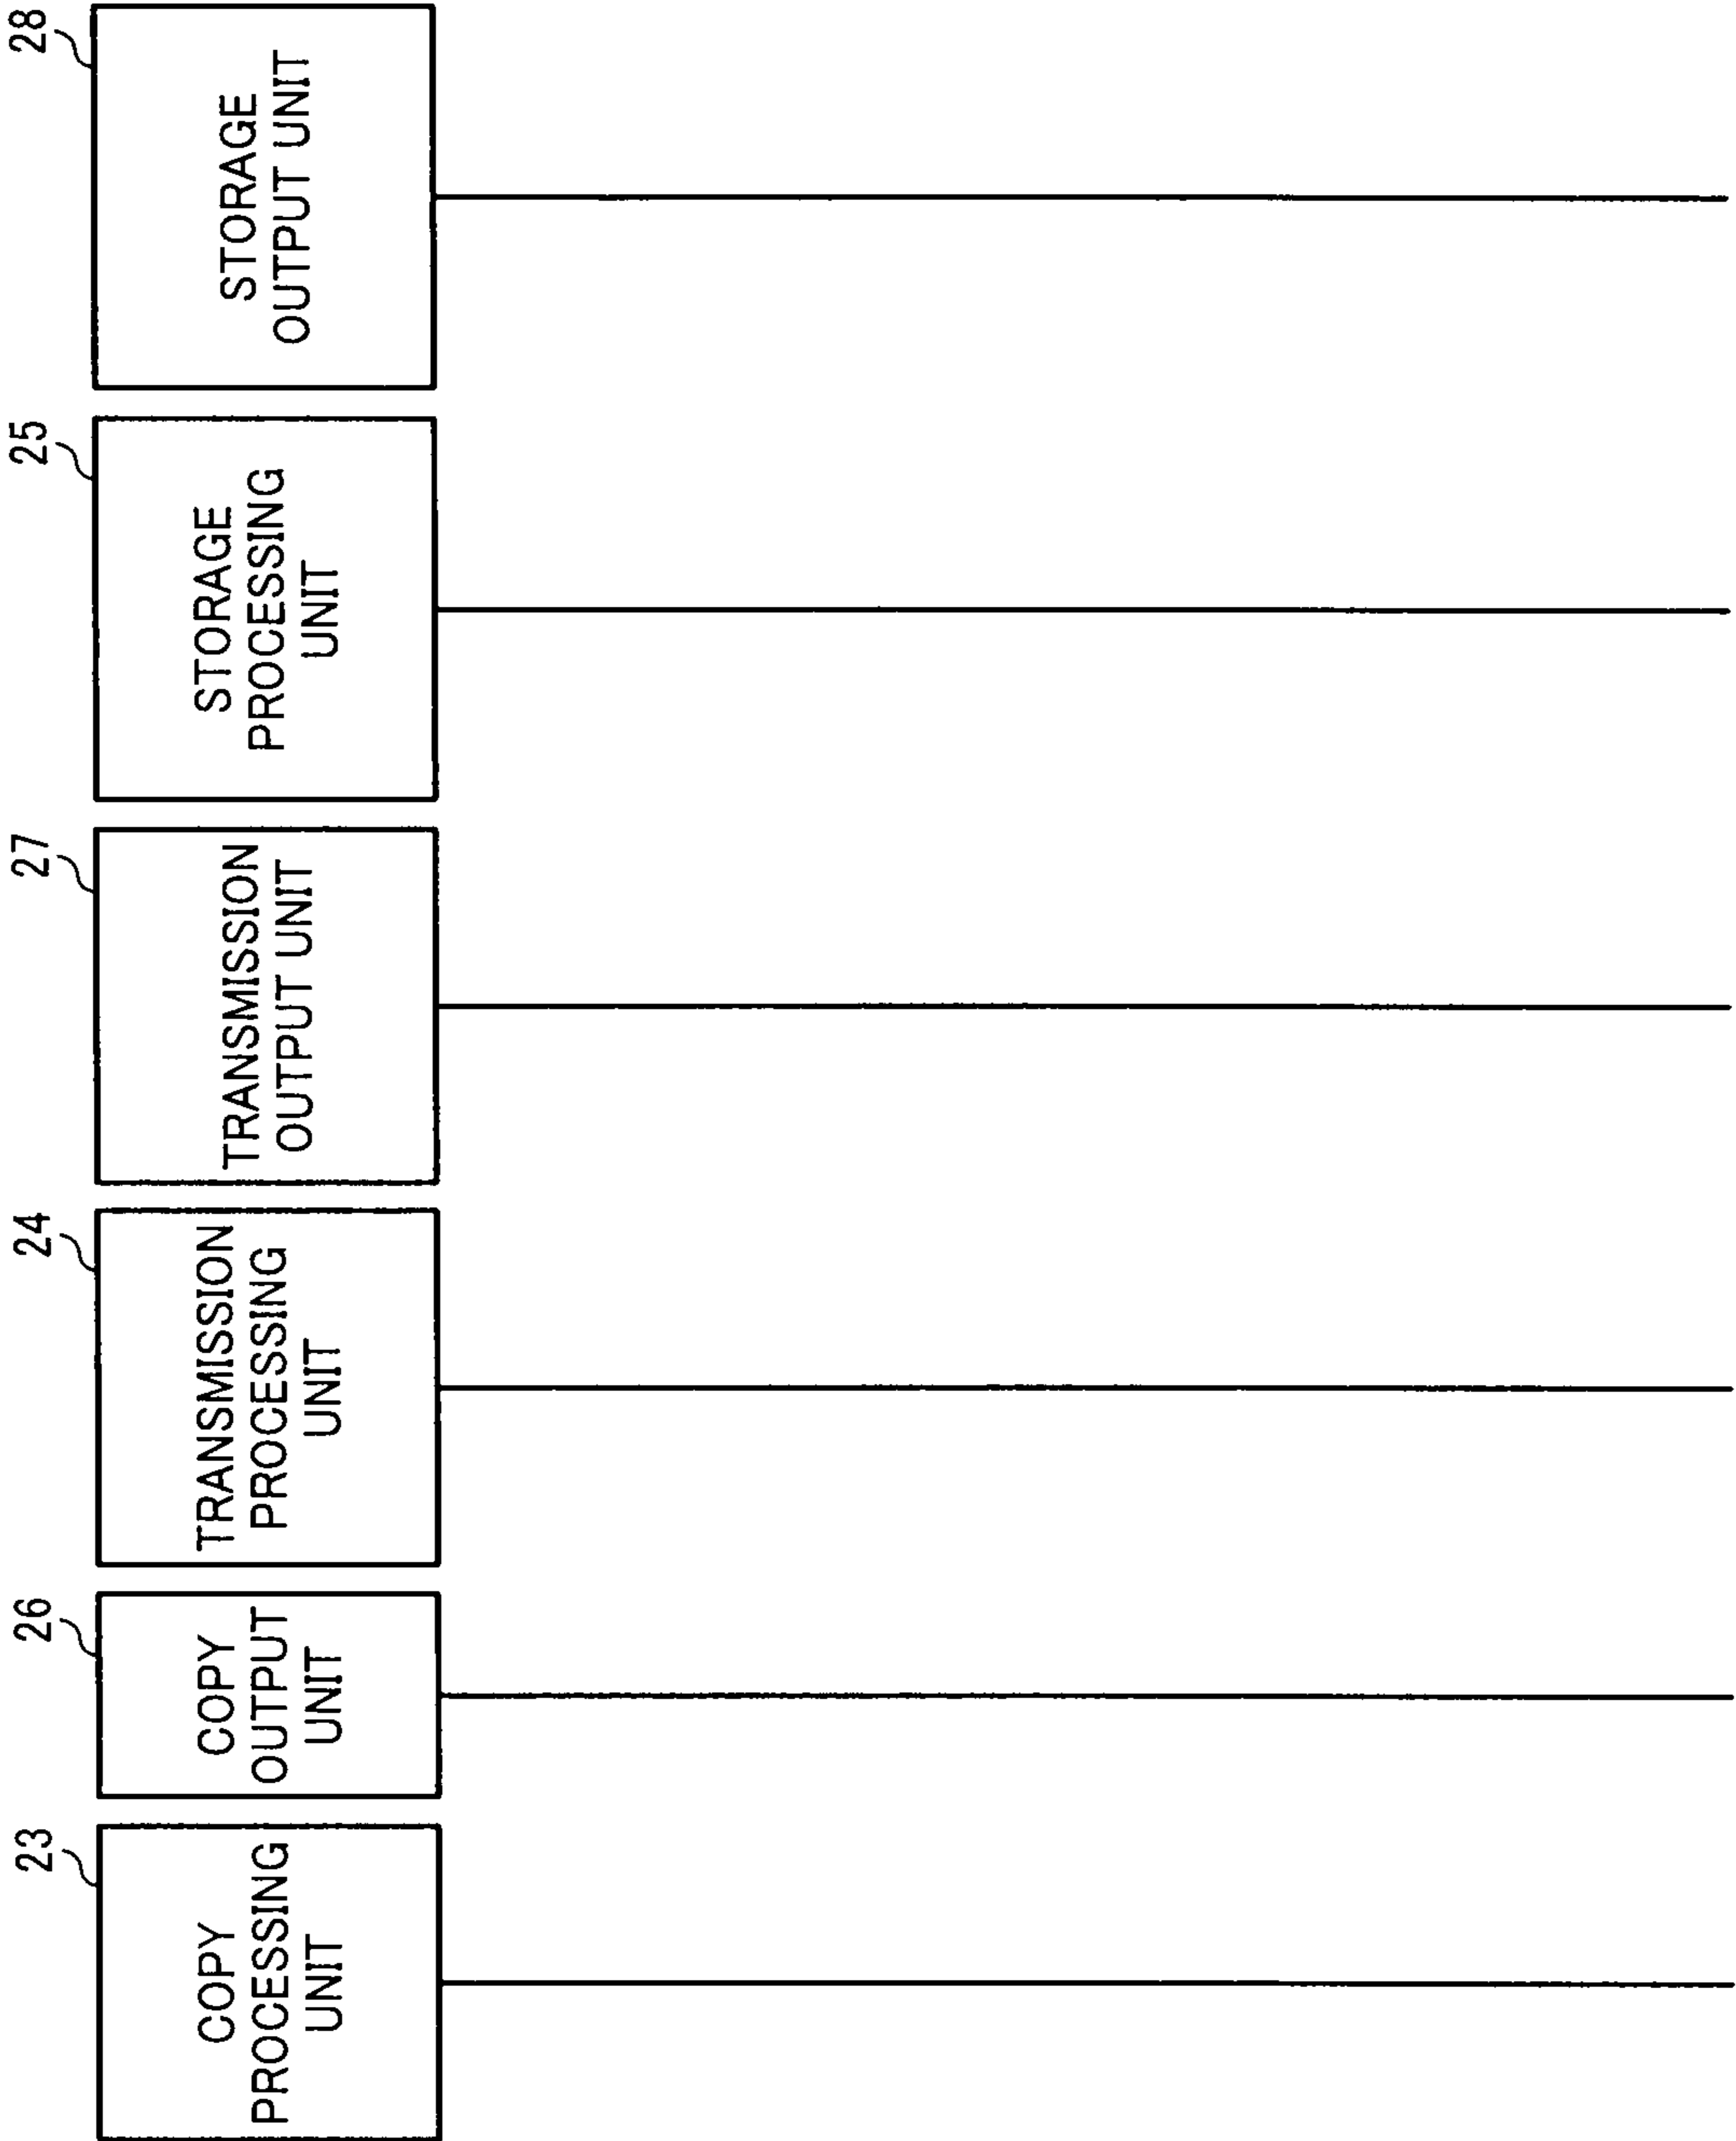 23
COPY
PROCESSING
UNIT
26
COPY
OUTPUT
UNIT
24
TRANSMISSION
PROCESSING
UNIT
27
TRANSMISSION
OUTPUT UNIT
25
STORAGE
PROCESSING
UNIT
28
STORAGE
OUTPUT UNIT